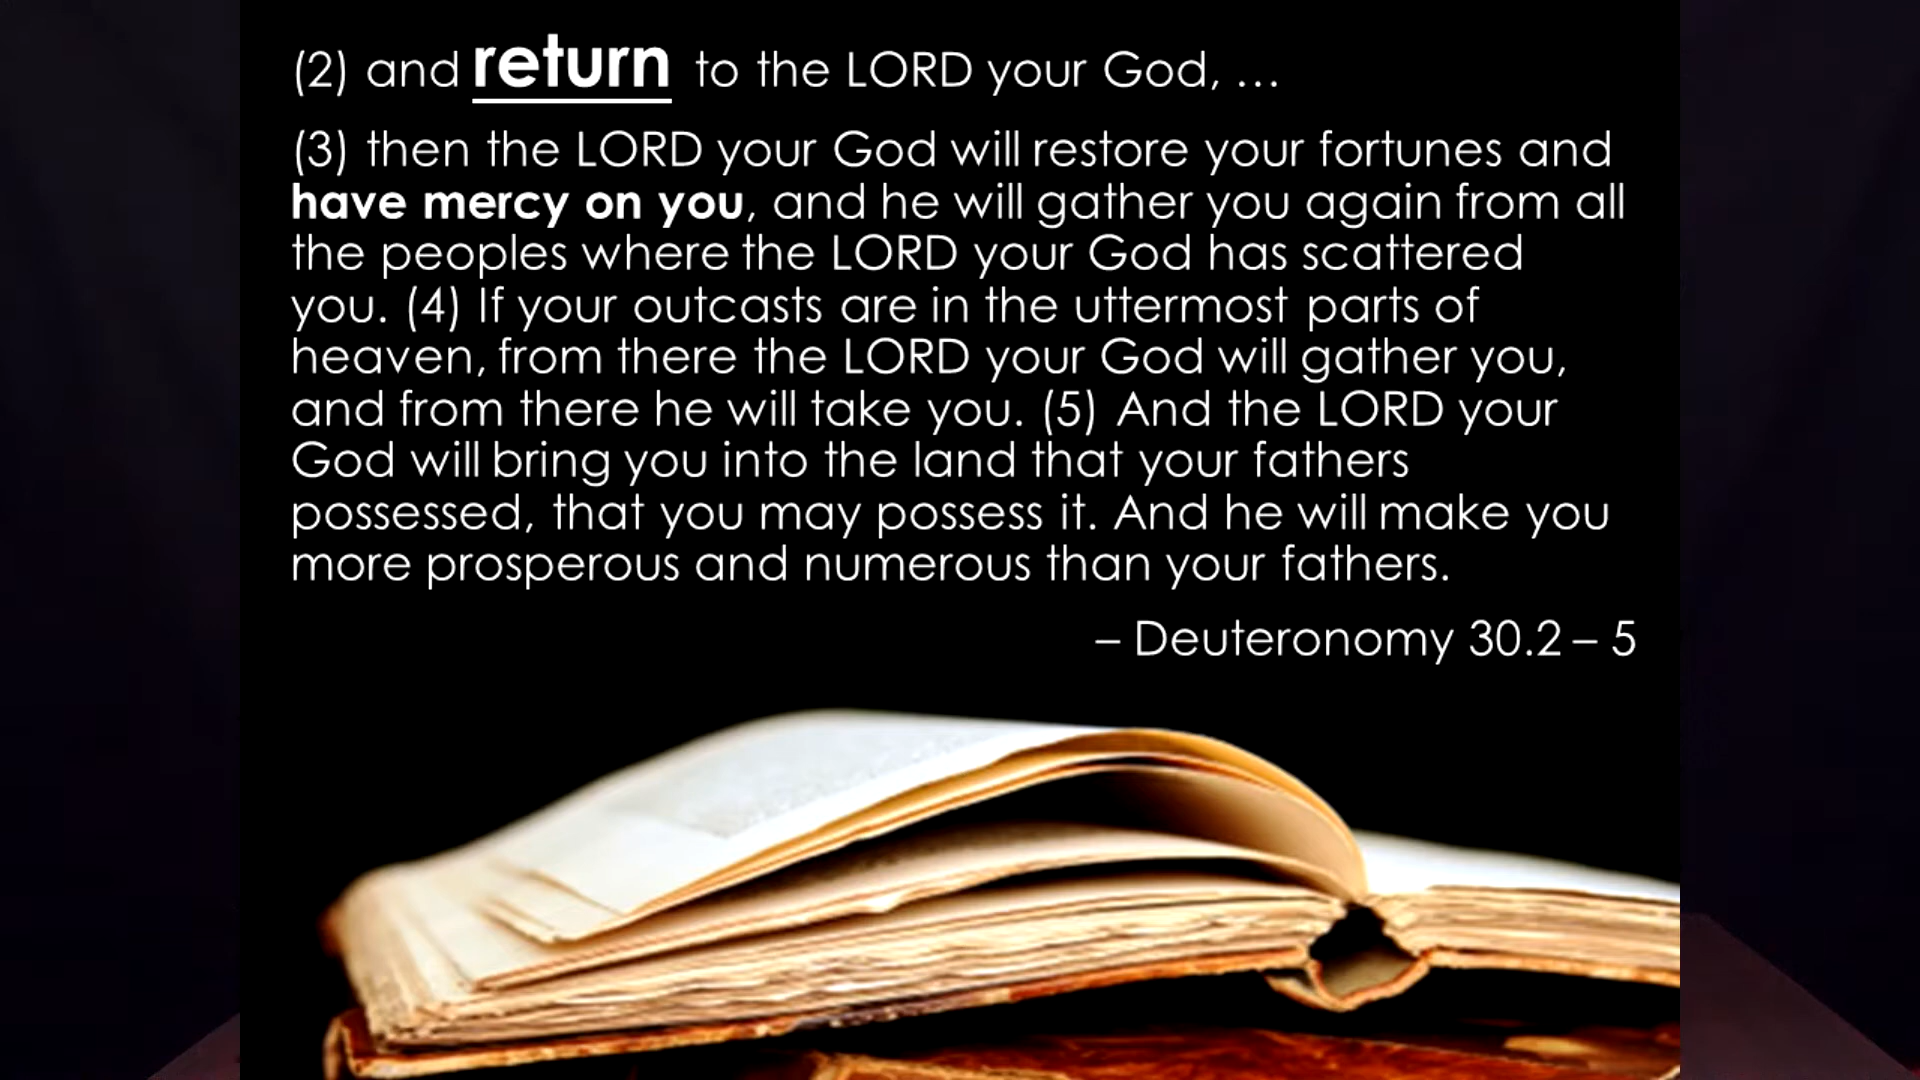 (2) and return to the LORD your God, …
(3) then the LORD your God will restore your fortunes and
have mercy on you, and he will gather you again from all
the peoples where the LORD your God has scattered
you. (4) If your outcasts are in the uttermost parts of
heaven, from there the LORD your God will gather you,
and from there he will take you. (5) And the LORD your
God will bring you into the land that your fathers
possessed, that you may possess it. And he will make you
more prosperous and numerous than your fathers.
– Deuteronomy 30.2 – 5